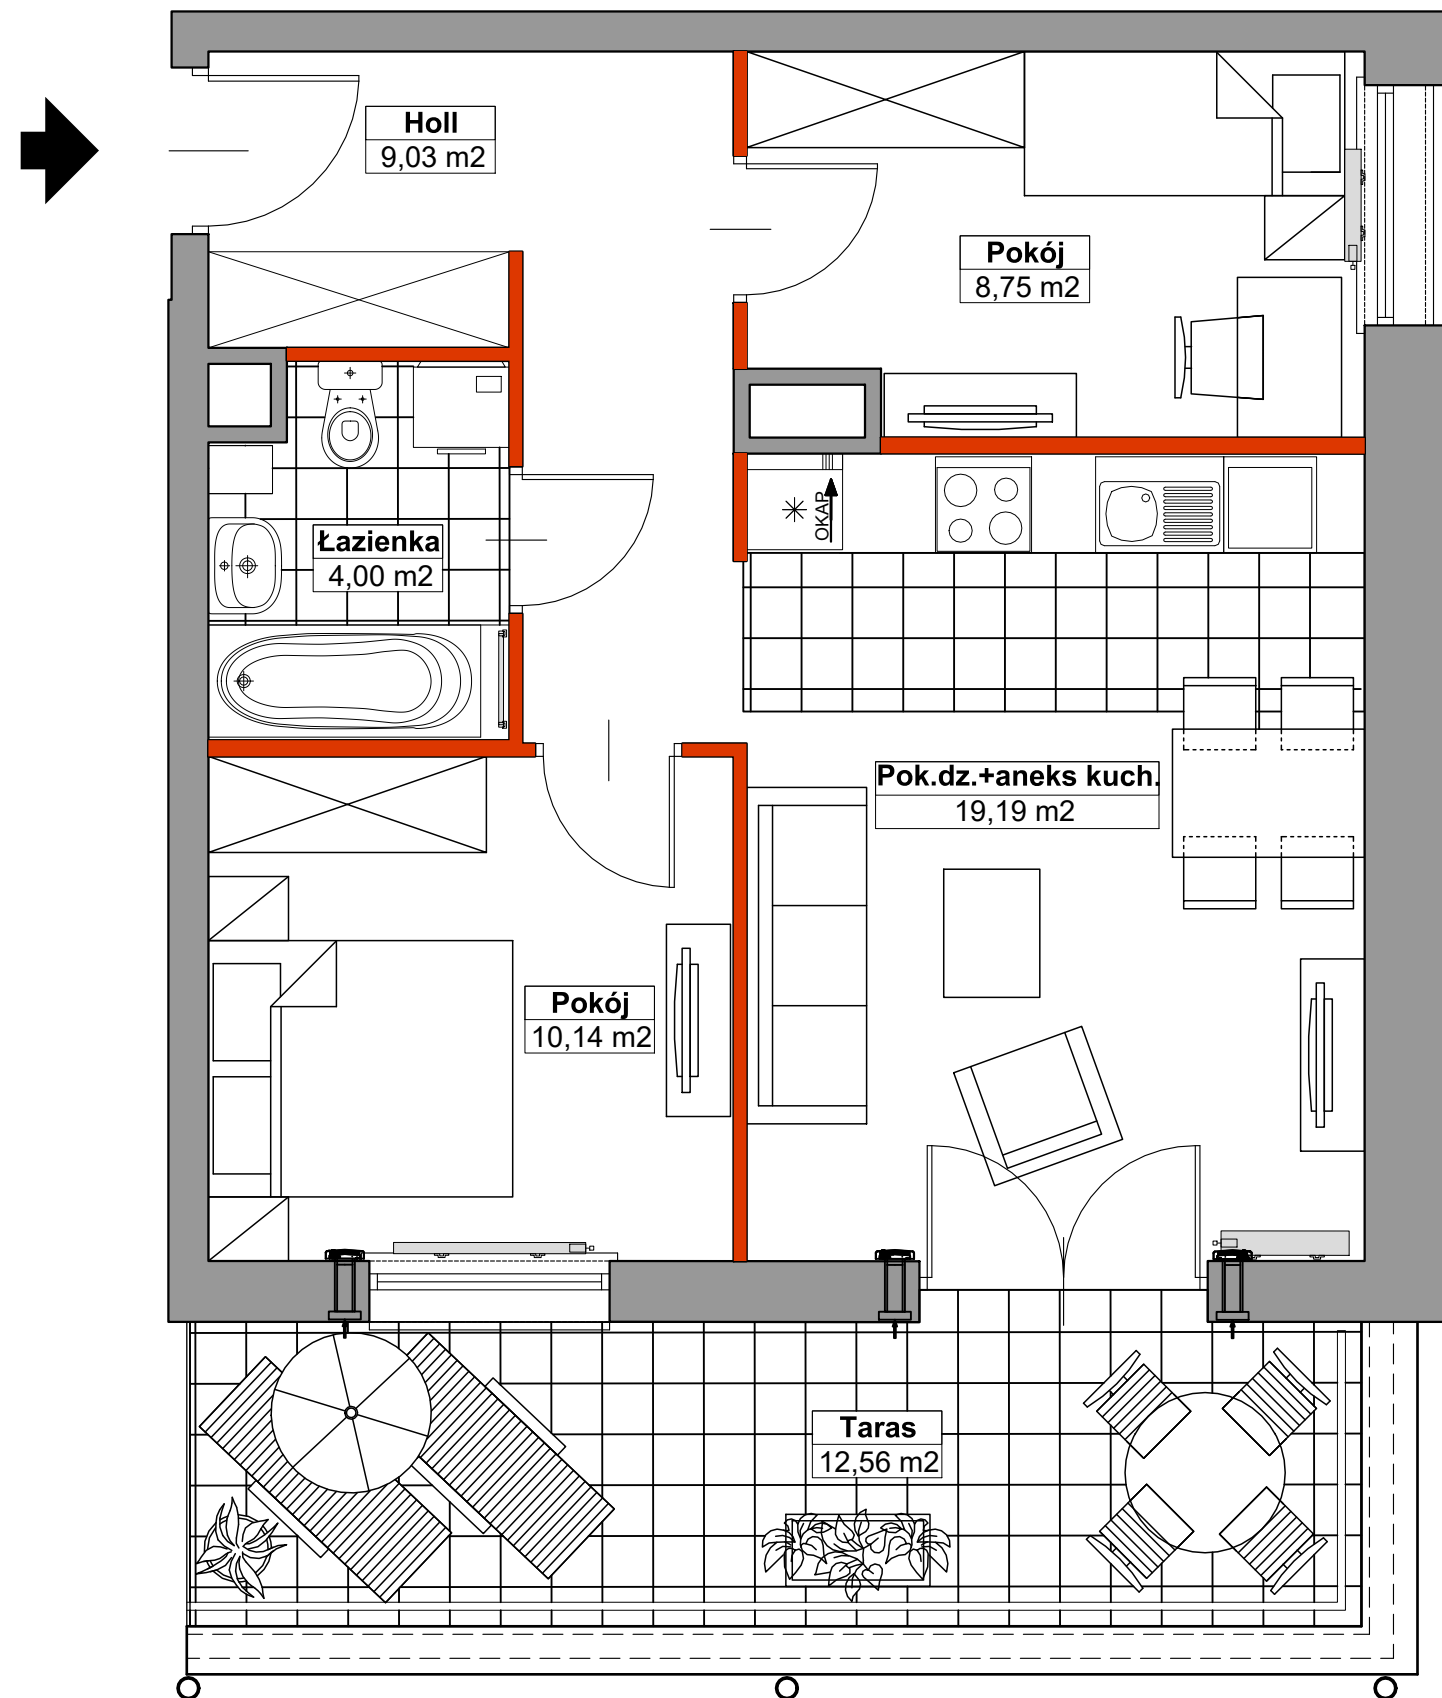 Holl
9,03 m2
Pokój
8,75 m2
OKAP
Łazienka
4,00 m2
Pok.dz.+aneks kuch.
19,19 m2
Pokój
10,14 m2
Taras
12,56 m2